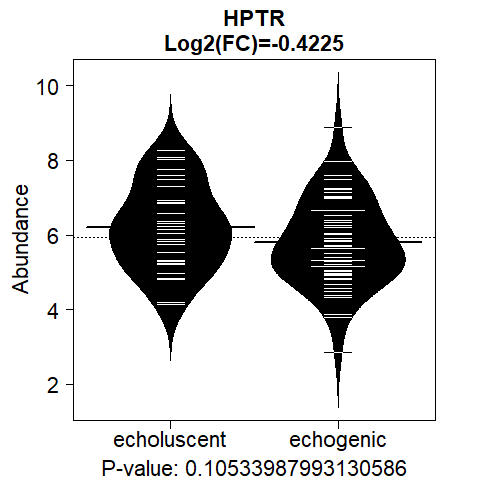 HPTR
Log2(FC)=-0.4225
Abundance
10
8
6
4
2
echoluscent echogenic
P-value: 0.10533987993130586